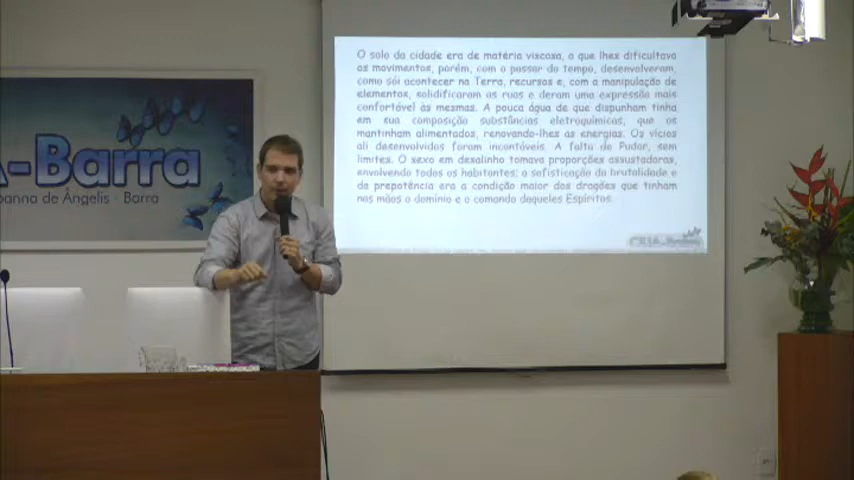 A-Barra
oanna de Ângelis - Barra
O solo da cidade era de matéria viscosa, o que lhes dificultava
os movimentos, porém, com o passar do tempo, desenvolveram,
como sói acontecer na Terra, recursos e, com a manipulação de
elementos, solidificaram as ruas e deram uma expressão mais
confortável às mesmas. A pouca água de que dispunham tinha
em sua composição substâncias eletroquímicas, que os
mantinham alimentados, renovando-lhes as energias. Os vícios
ali desenvolvidos foram incontáveis. A falta de Pudor, sem
limites. O sexo em desalinho tomava proporções assustadoras,
envolvendo todos os habitantes; a sofisticação da brutalidade e
da prepotência era a condição maior dos dragões que tinham
nas mãos o domínio e o comando daqueles Espíritos.
CEJA-Barra